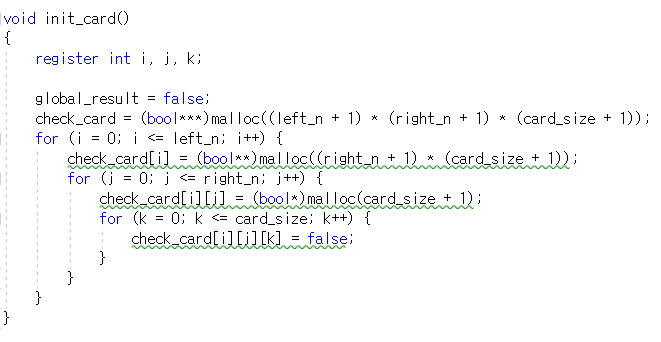 void init_card()
{
    register int i, j, k;

    global_result = false;
    check_card = (bool***)malloc((left_n + 1) * (right_n + 1) * (card_size + 1));
    for (i = 0; i <= left_n; i++) {
        check_card[i] = (bool**)malloc((right_n + 1) * (card_size + 1));
        for (j = 0; j <= right_n; j++) {
            check_card[i][j] = (bool*)malloc(card_size + 1);
            for (k = 0; k <= card_size; k++) {
                check_card[i][j][k] = false;
            }
        }
    }
}